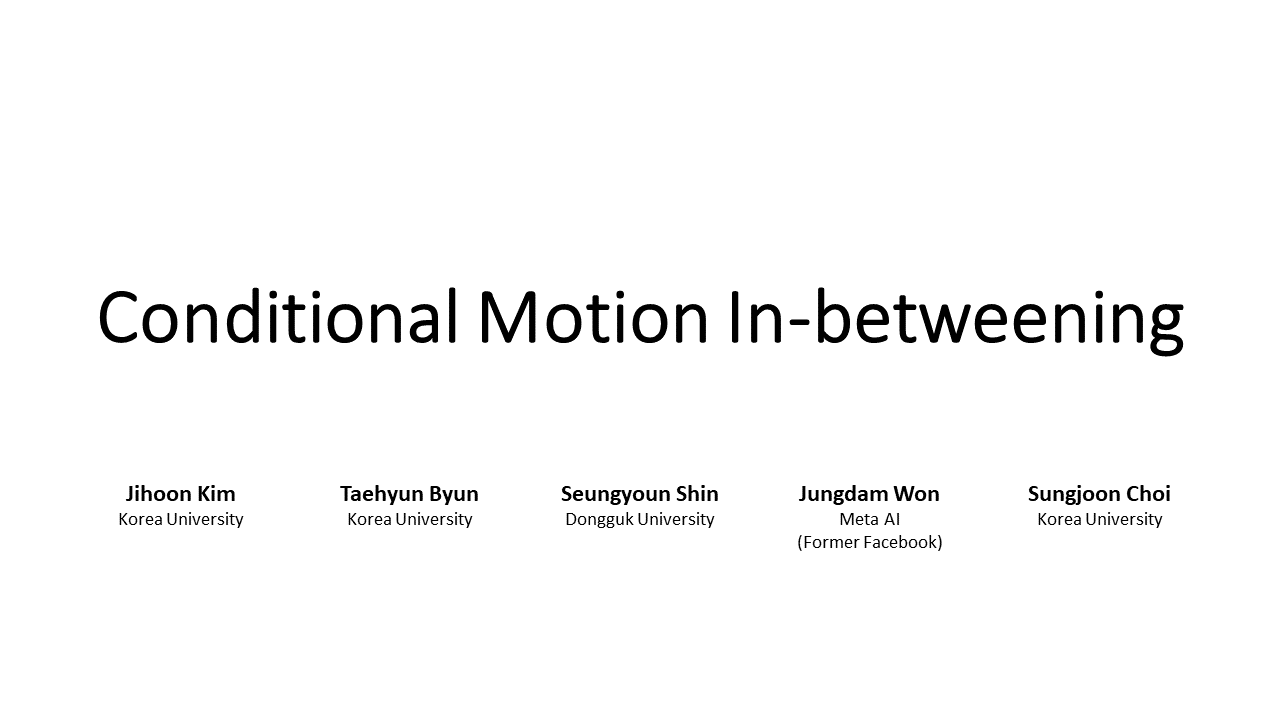 Conditional Motion In-betweening
Jihoon Kim
Korea University
Taehyun Byun
Korea University
Seungyoun Shin
Dongguk University
Jungdam Won
Meta AI
(Former Facebook)
Sungjoon Choi
Korea University